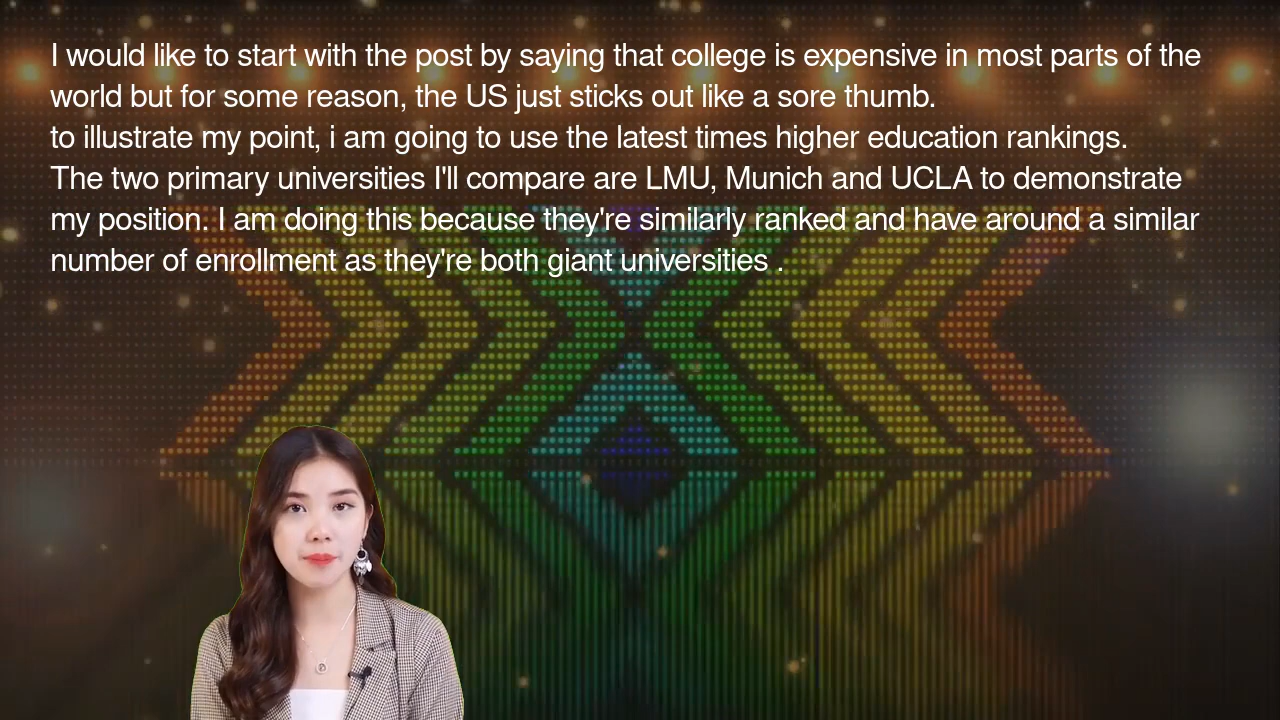 I would like to start with the post by saying that college is expensive in most parts of the
world but for some reason, the US just sticks out like a sore thumb.
to illustrate my point, i am going to use the latest times higher education rankings.
The two primary universities I'll compare are LMU, Munich and UCLA to demonstrate
my position. I am doing this because they're similarly ranked and have around a similar
number of enrollment as they're both giant universities .